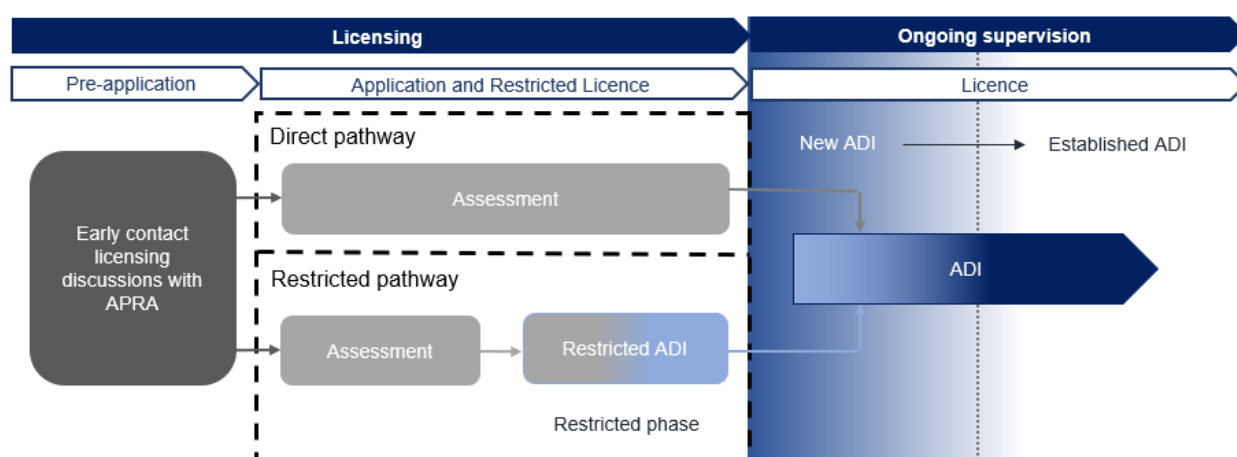 Licensing
Ongoing supervision
Pre-application
Application and Restricted Licence
Licence
Direct pathway
New ADI
Established ADI
Early contact
licensing
discussions with
APRA
Assessment
ADI
Restricted pathway
Assessment
Restricted ADI
Restricted phase